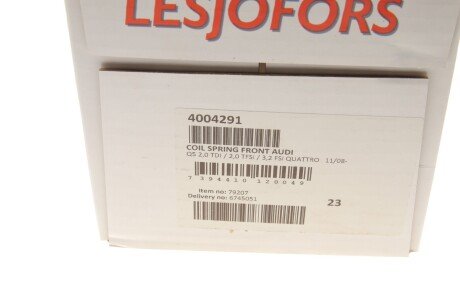 LESJOFORS
4004291
COIL SPRING FRONT AUDI
Q5 2,0 TDI / 2,0 TFSI / 3,2 FSI QUATTRO 11/08-
7 394410 120049
Item no: 79207
Delivery no: 6745051
23